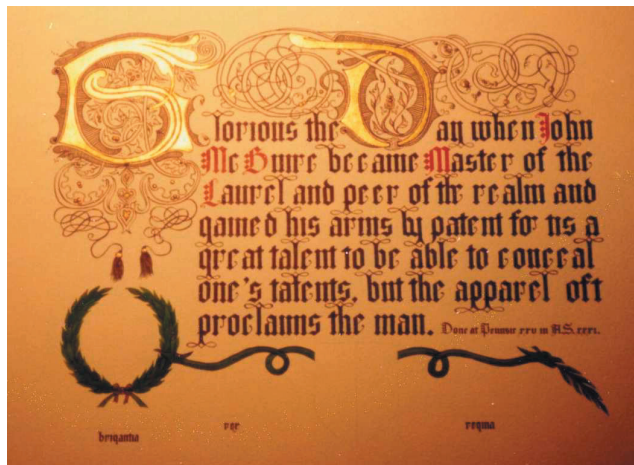 Glorious the Day when John
McGuire became Master of the
Laurel and peer of the realm and
gained his arms by patent for tis a
great talent to be able to conceal
one's talents, but the apparel oft
proclaims the man. Done at Pennsic xxv in A.S. xxxi.
brigantia rex regina